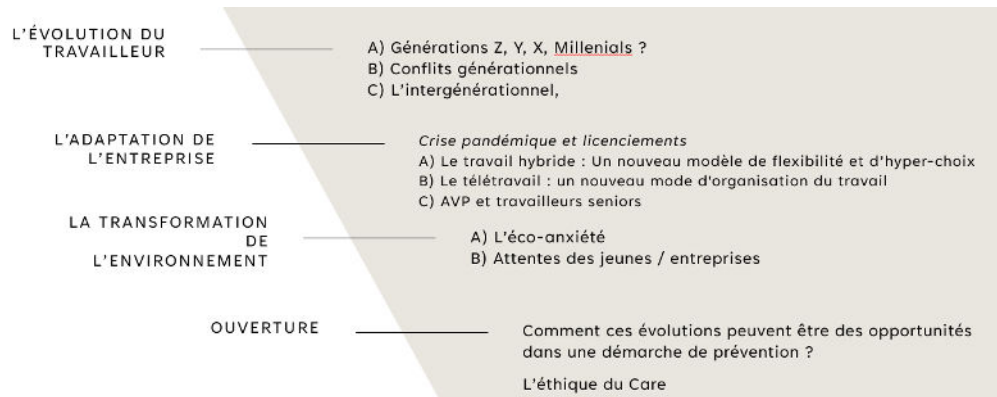 L'ÉVOLUTION DU
TRAVAILLEUR
A) Générations Z, Y, X, Millenials ?
B) Conflits générationnels
C) L'intergénérationnel,
L'ADAPTATION DE
L'ENTREPRISE
Crise pandémique et licenciements
A) Le travail hybride : Un nouveau modèle de flexibilité et d'hyper-choix
B) Le télétravail : un nouveau mode d'organisation du travail
C) AVP et travailleurs seniors
LA TRANSFORMATION
DE
L'ENVIRONNEMENT
A) L'éco-anxiété
B) Attentes des jeunes / entreprises
OUVERTURE
Comment ces évolutions peuvent être des opportunités
dans une démarche de prévention ?
L'éthique du Care